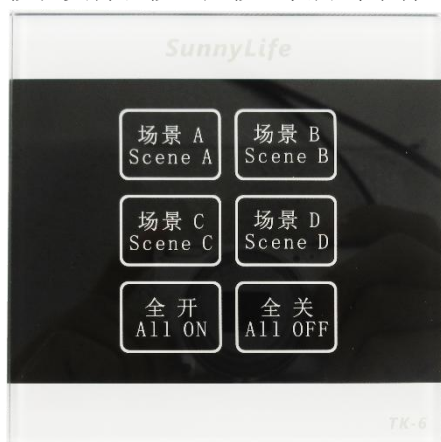 SunnyLife
场景 A
Scene A
场景 B
Scene B
场景 C
Scene C
场景 D
Scene D
全 开
All ON
全 关
All OFF
TK-6